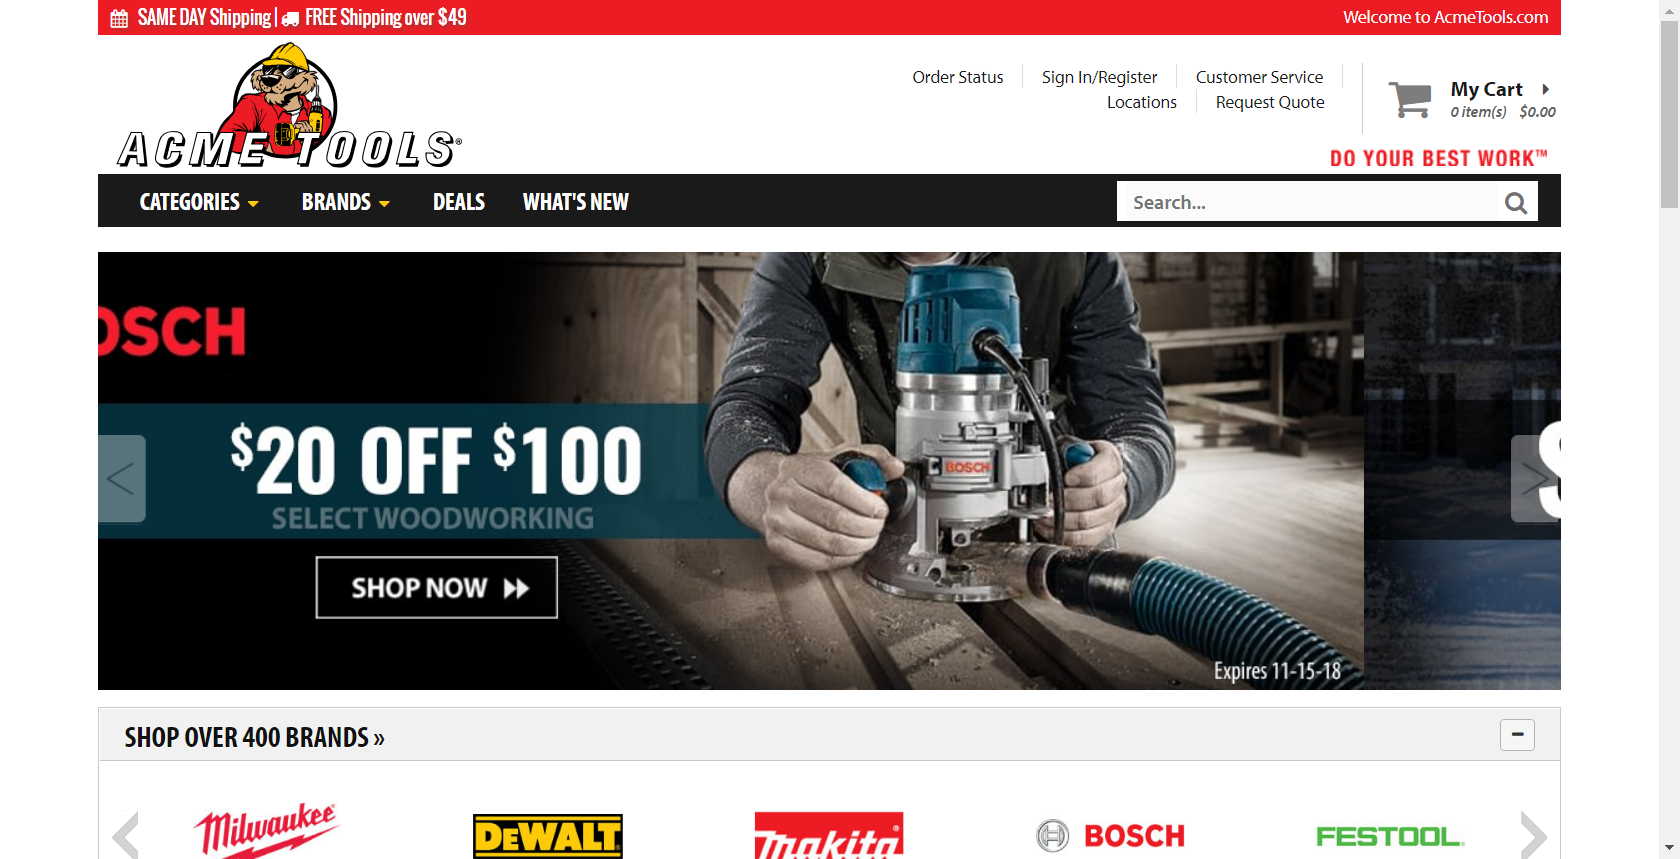 SAME DAY Shipping | FREE Shipping over $49
Welcome to AcmeTools.com
ACME TOOLS®
Order Status
Sign In/Register
Customer Service
Locations
Request Quote
My Cart
0 item(s) $0.00
DO YOUR BEST WORK™
CATEGORIES
BRANDS
DEALS
WHAT'S NEW
Search...
OSCH
$20 OFF $100
SELECT WOODWORKING
SHOP NOW
BOSCH
Expires 11-15-18
SHOP OVER 400 BRANDS »
Milwaukee®
DEWALT
makita®
BOSCH
FESTOOL